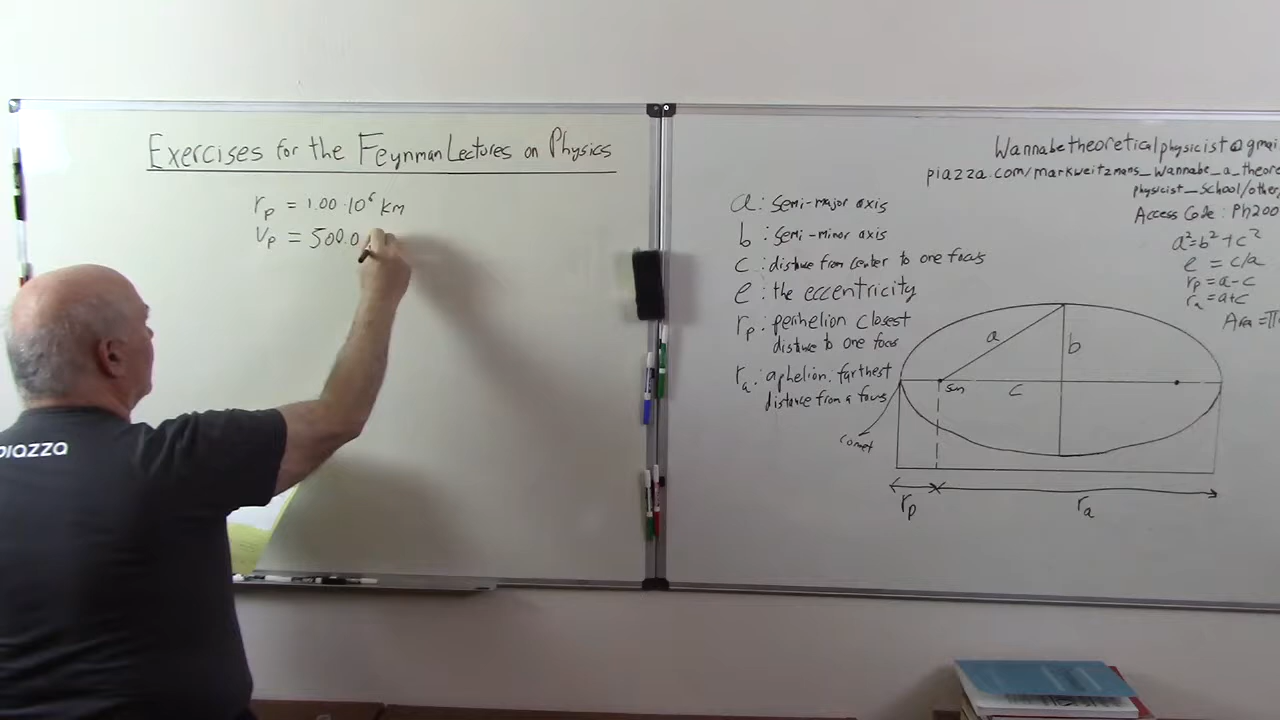 Exercises for the Feynman Lectures on Physics
rp = 1.00·10⁶ km
vp = 500.0
piazza
Wannabetheoreticalphysicist@gmai
piazza.com/markweitzmans_wannabe_a_theore
physicist_school/other
Access Code: Ph200
a: semi-major axis
b: semi-minor axis
c: distance from center to one focus
e: the eccentricity
rp: perihelion closest
distance to one focus
ra: aphelion, farthest
distance from a focus
a²=b²+c²
e = c/a
rp=a-c
ra=a+c
Area=π
a
b
sun
c
comet
rp
ra